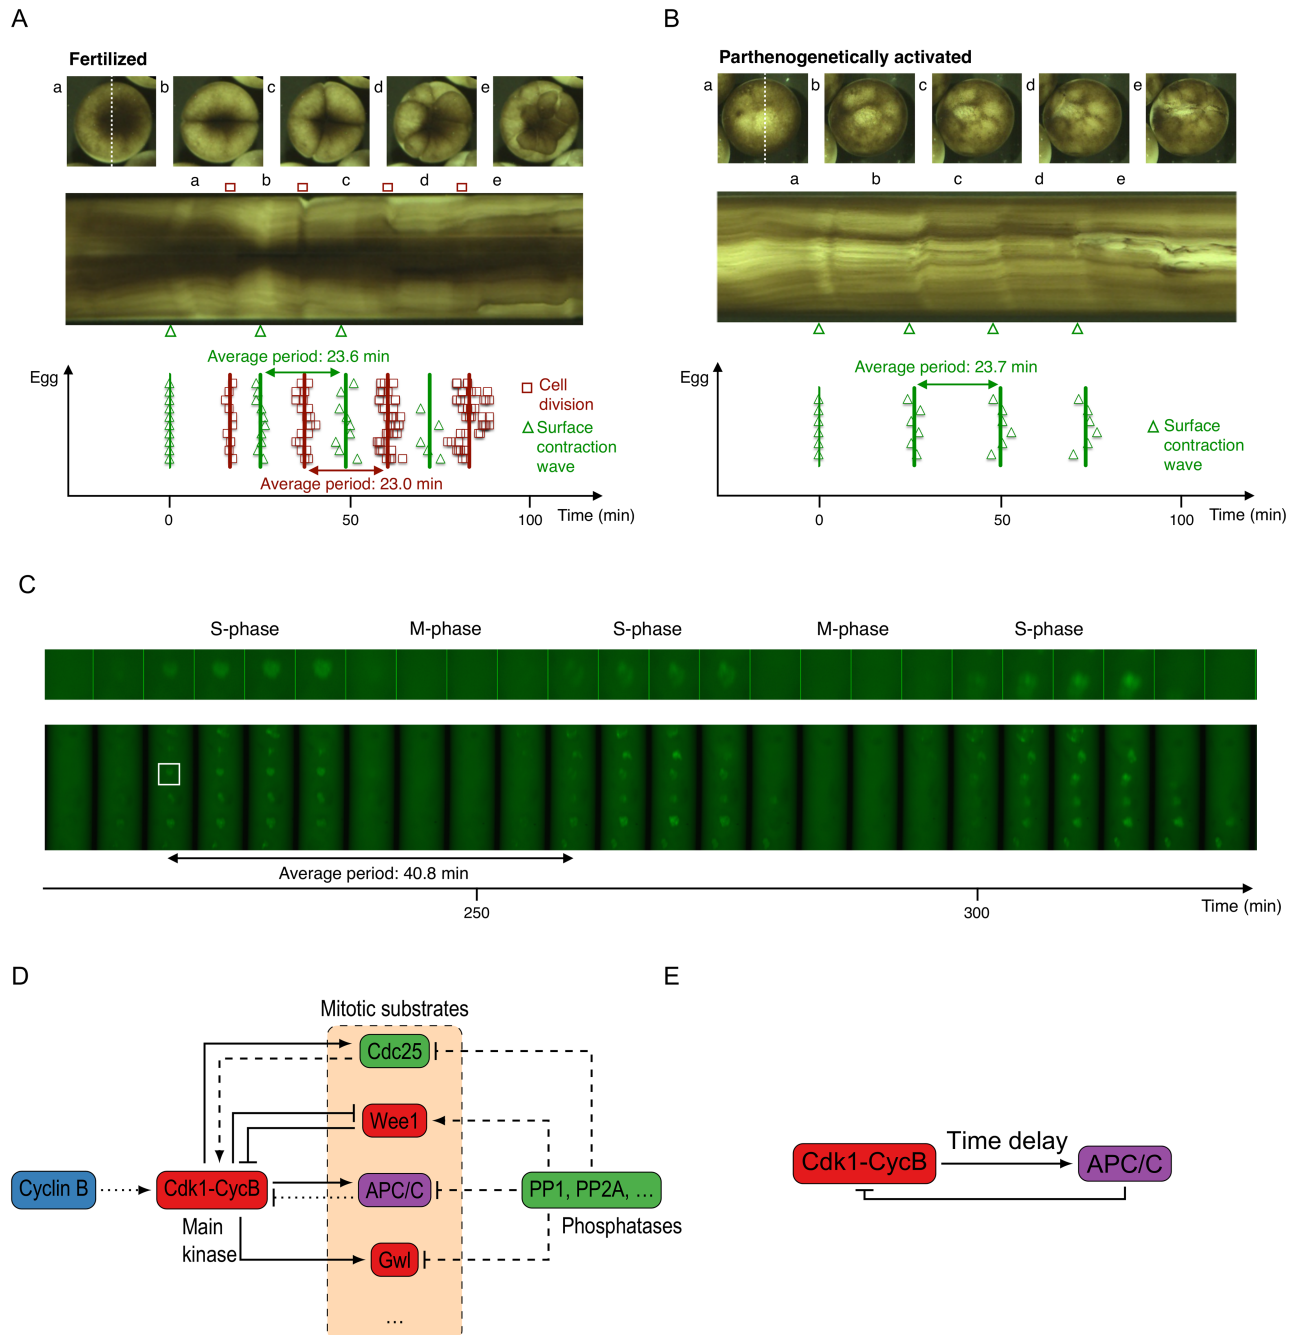 A
Fertilized
a b c d e
a b c d e
Average period: 23.6 min
Egg
Cell
division
Surface
contraction
wave
Average period: 23.0 min
0 50 100 Time (min)
B
Parthenogenetically activated
a b c d e
a b c d e
Average period: 23.7 min
Egg
Surface
contraction
wave
0 50 100 Time (min)
C
S-phase M-phase S-phase M-phase S-phase
Average period: 40.8 min
250 300 Time (min)
D
Mitotic substrates
Cdc25
Wee1
Cyclin B Cdk1-CycB APC/C PP1, PP2A, ...
Main
kinase
Phosphatases
Gwl
...
E
Time delay
Cdk1-CycB APC/C